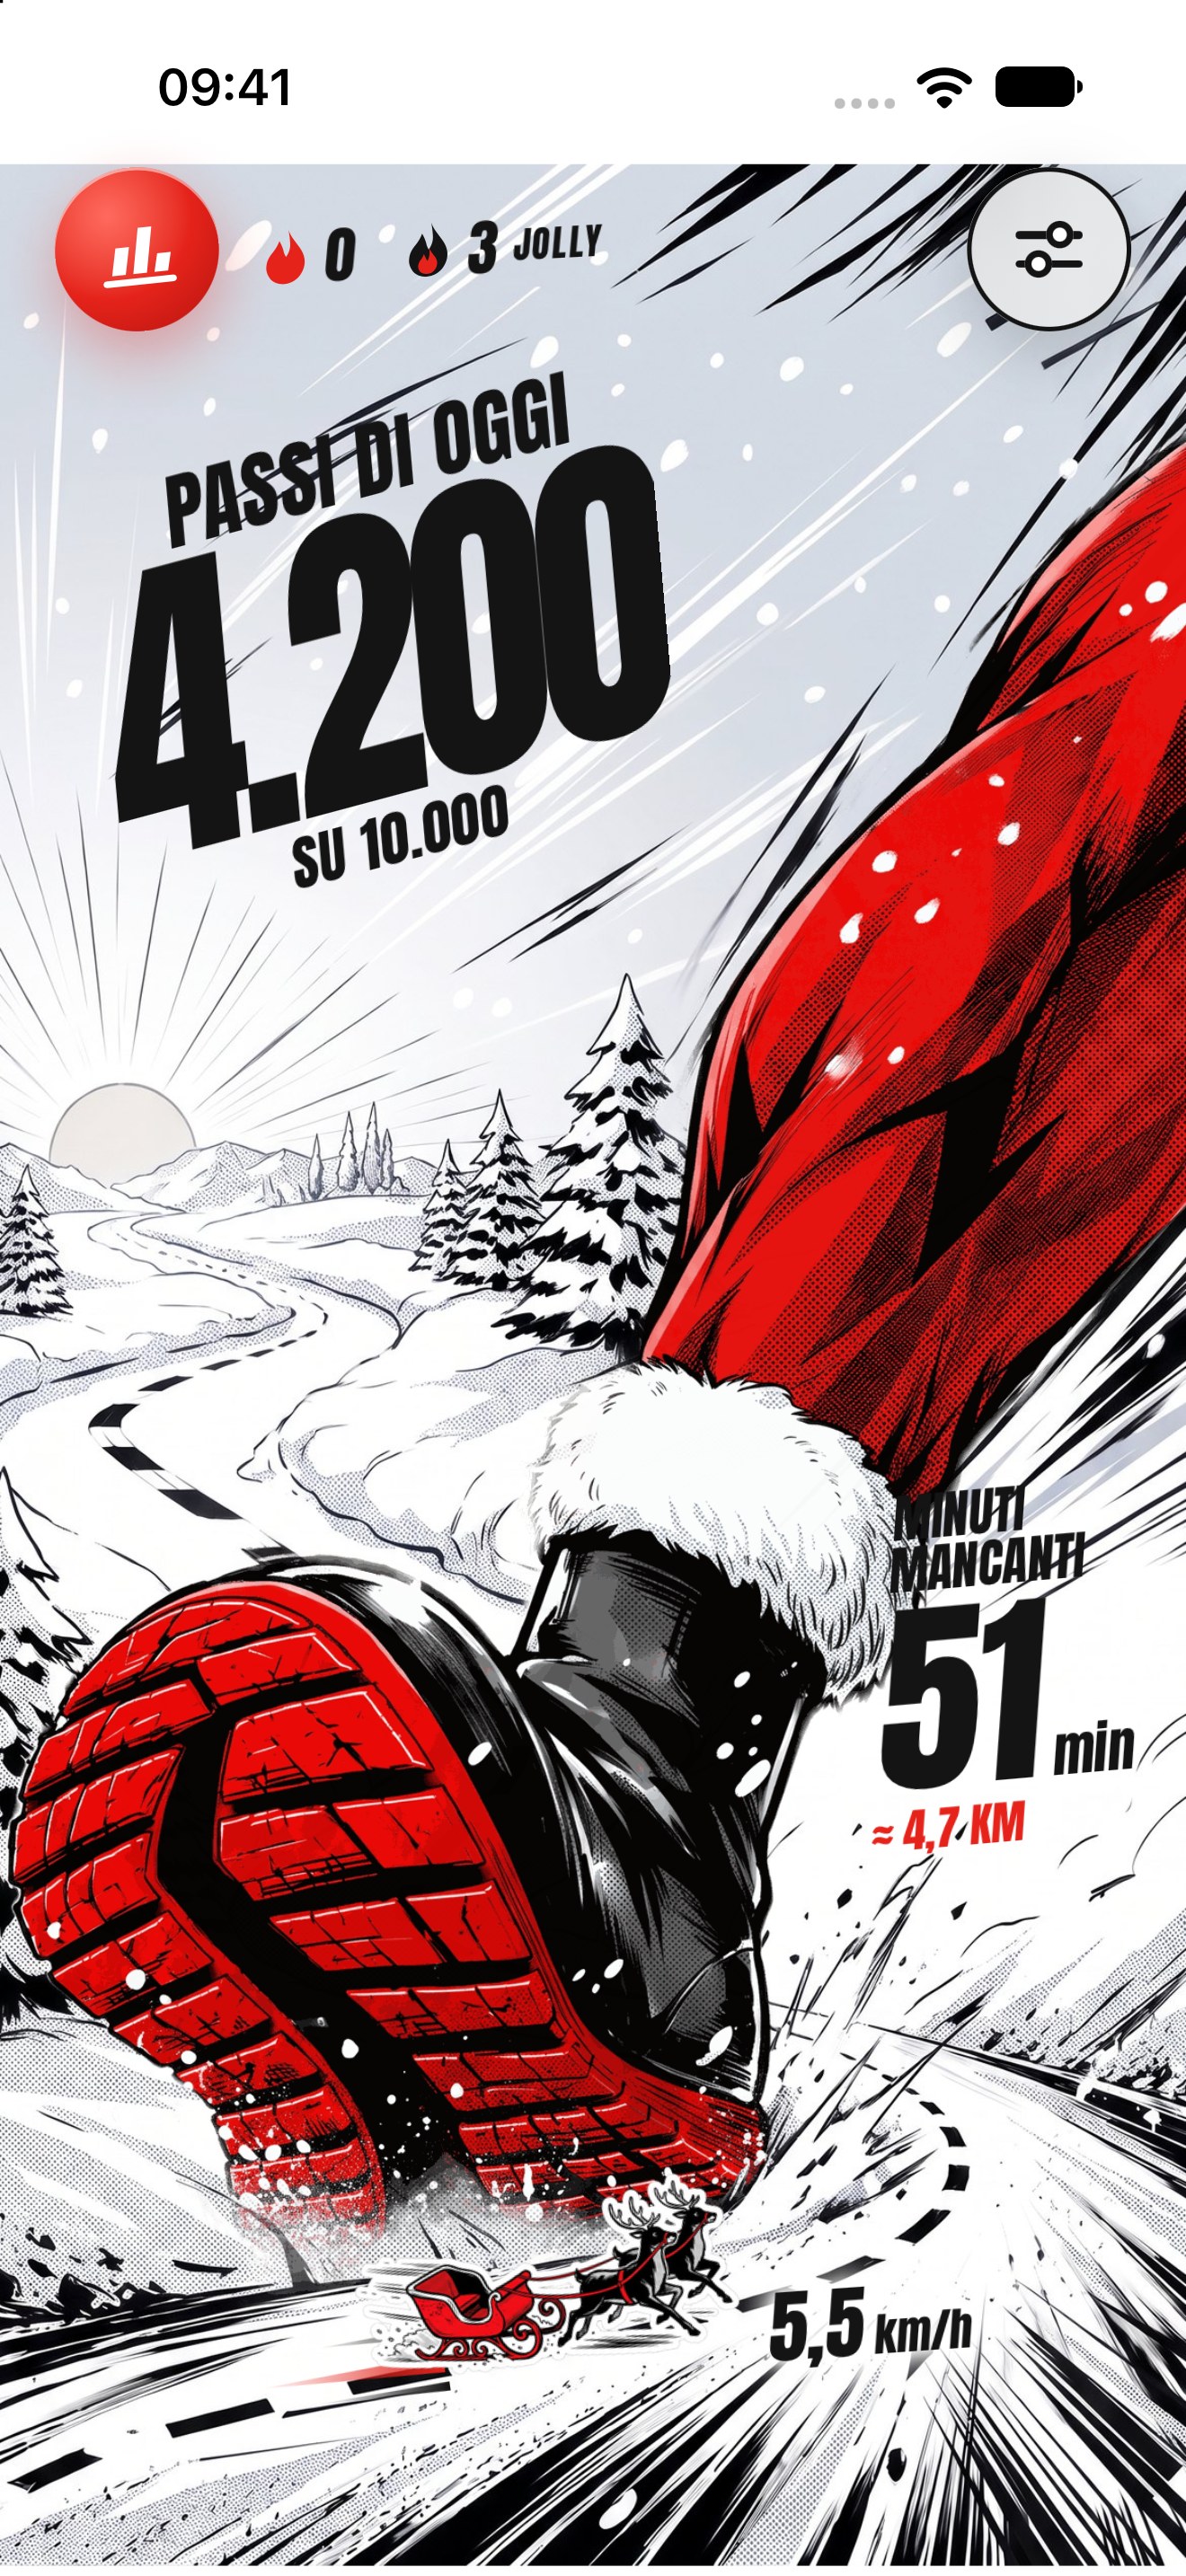 09:41
0 3 JOLLY
PASSI DI OGGI
4.200
SU 10.000
MINUTI
MANCANTI
51 min
≈ 4,7 KM
5,5 km/h